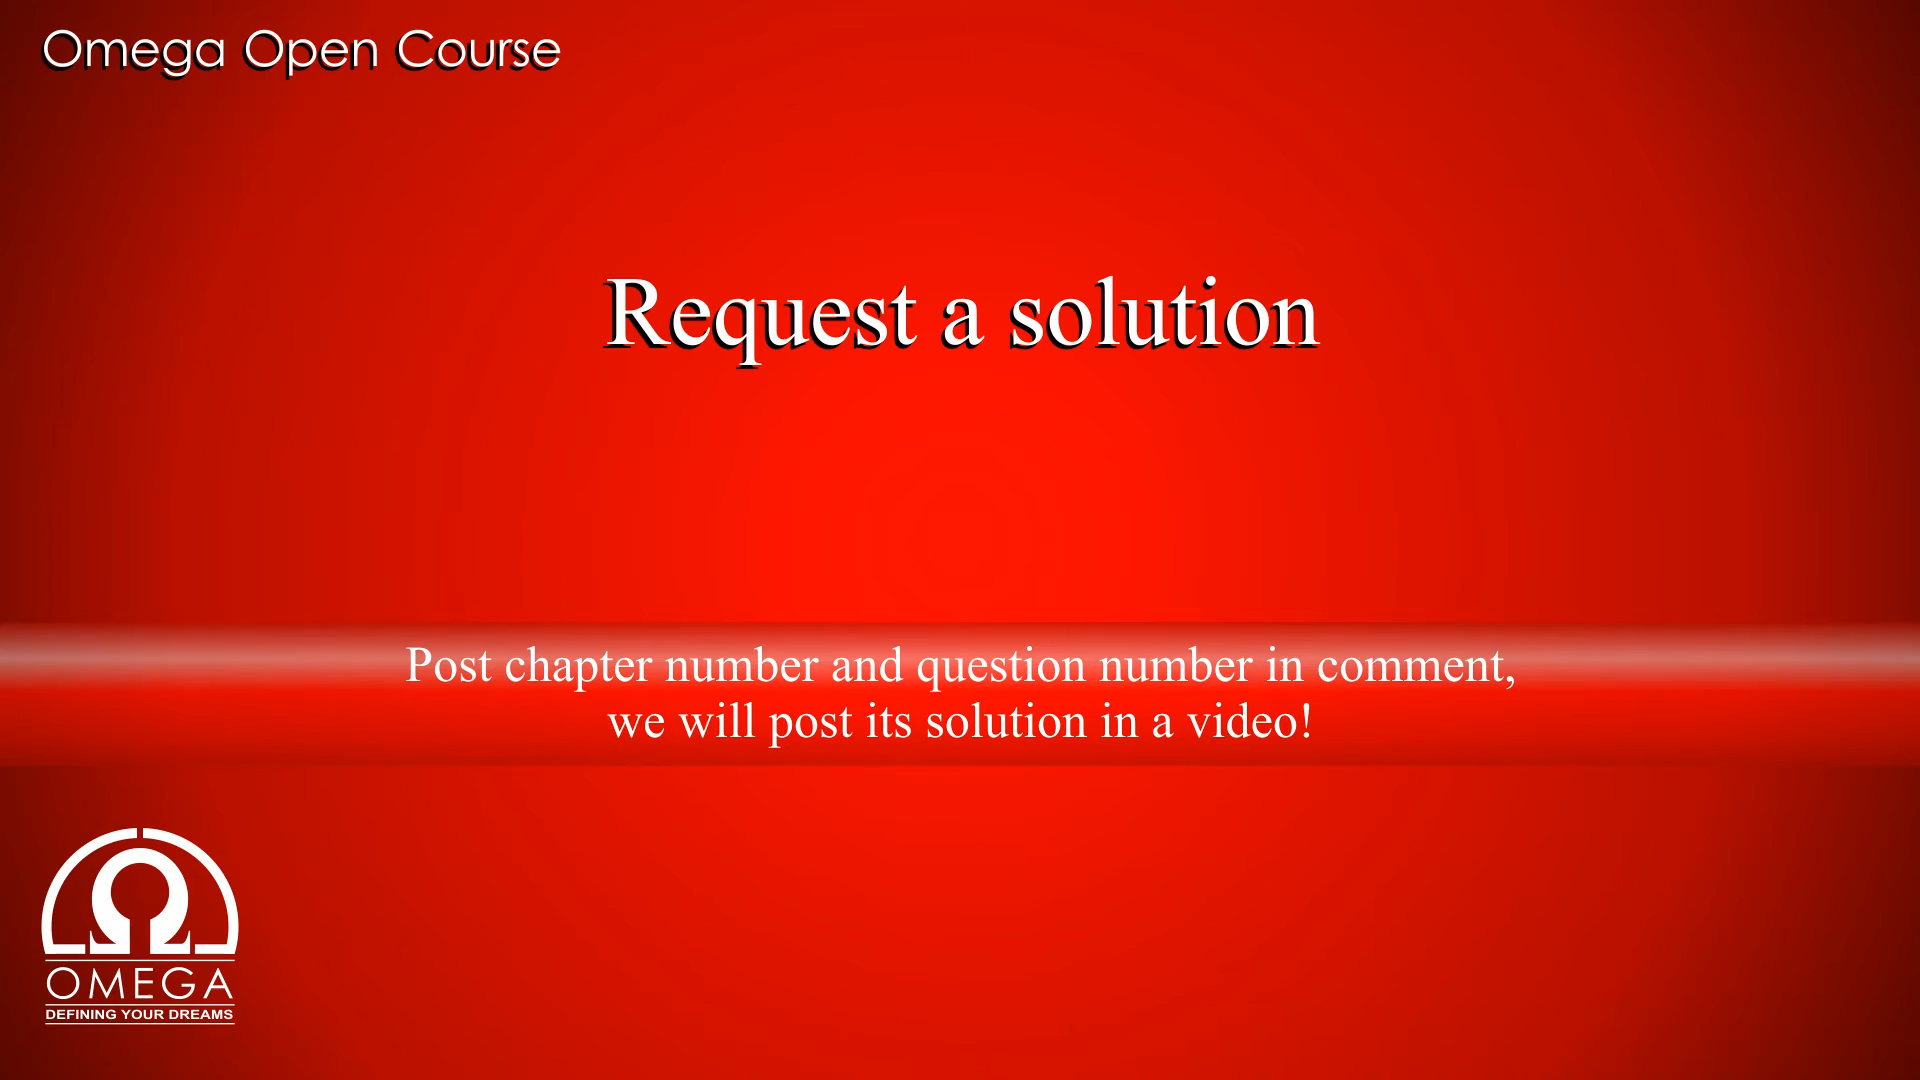 Omega Open Course
Request a solution
Post chapter number and question number in comment,
we will post its solution in a video!
OMEGA
DEFINING YOUR DREAMS